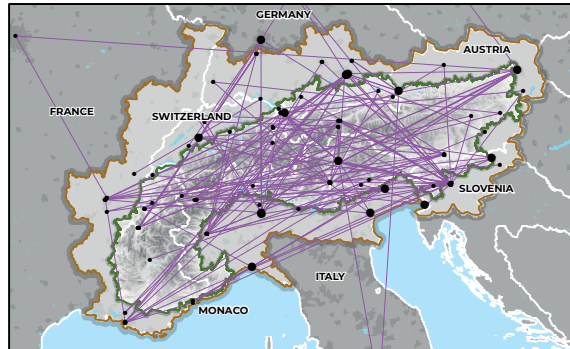 GERMANY
AUSTRIA
FRANCE
SWITZERLAND
SLOVENIA
ITALY
MONACO